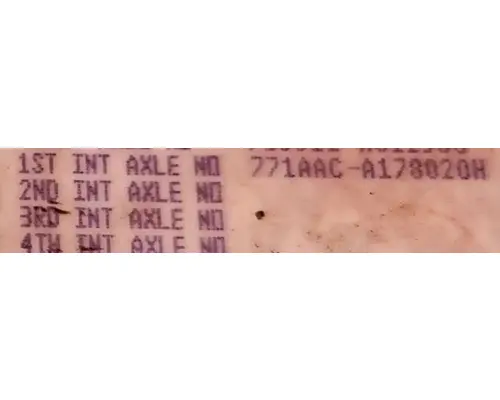 1ST INT AXLE NO 771AAC-A178020H
2ND INT AXLE NO
3RD INT AXLE NO
4TH INT AXLE NO